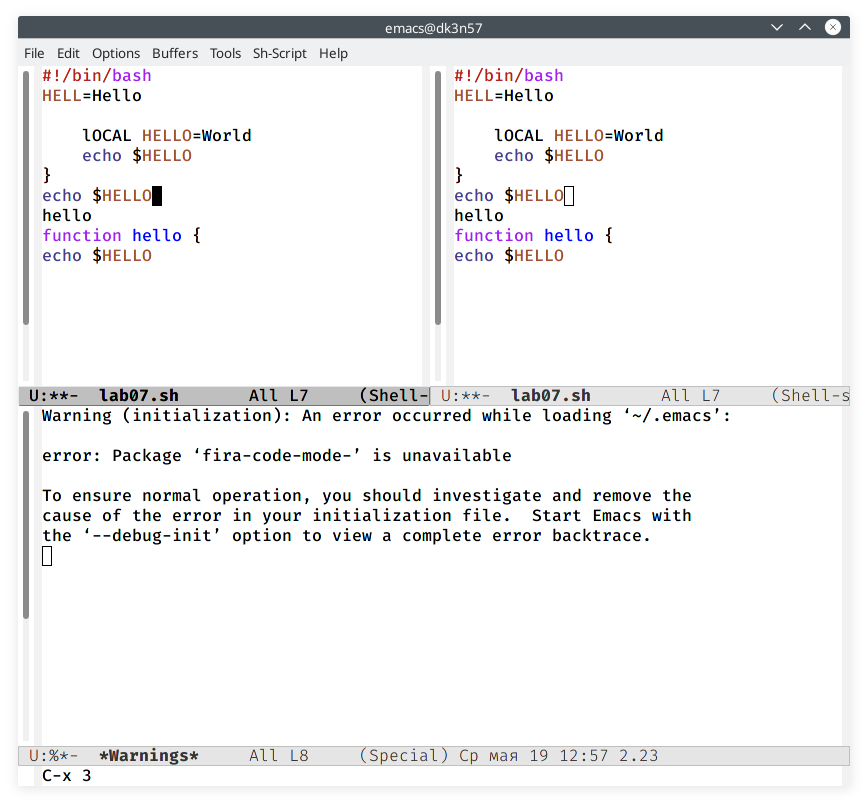 emacs@dk3n57
File Edit Options Buffers Tools Sh-Script Help
#!/bin/bash
HELL=Hello
    lOCAL HELLO=World
    echo $HELLO
}
echo $HELLO
hello
function hello {
echo $HELLO
U:**-  lab07.sh       All L7     (Shell-
#!/bin/bash
HELL=Hello
    lOCAL HELLO=World
    echo $HELLO
}
echo $HELLO
hello
function hello {
echo $HELLO
U:**-  lab07.sh       All L7     (Shell-s
Warning (initialization): An error occurred while loading ‘~/.emacs’:
error: Package ‘fira-code-mode-’ is unavailable
To ensure normal operation, you should investigate and remove the
cause of the error in your initialization file.  Start Emacs with
the ‘--debug-init’ option to view a complete error backtrace.
U:%*-  *Warnings*     All L8     (Special) Ср мая 19 12:57 2.23
C-x 3